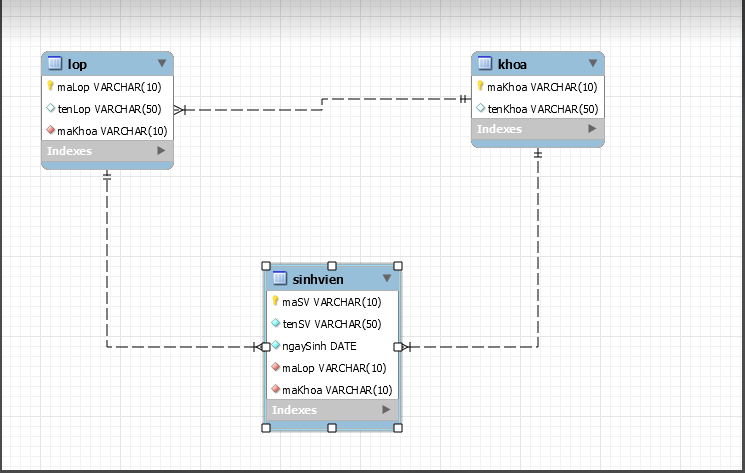 lop
maLop VARCHAR(10)
tenLop VARCHAR(50)
maKhoa VARCHAR(10)
Indexes
khoa
maKhoa VARCHAR(10)
tenKhoa VARCHAR(50)
Indexes
sinhvien
maSV VARCHAR(10)
tenSV VARCHAR(50)
ngaySinh DATE
maLop VARCHAR(10)
maKhoa VARCHAR(10)
Indexes